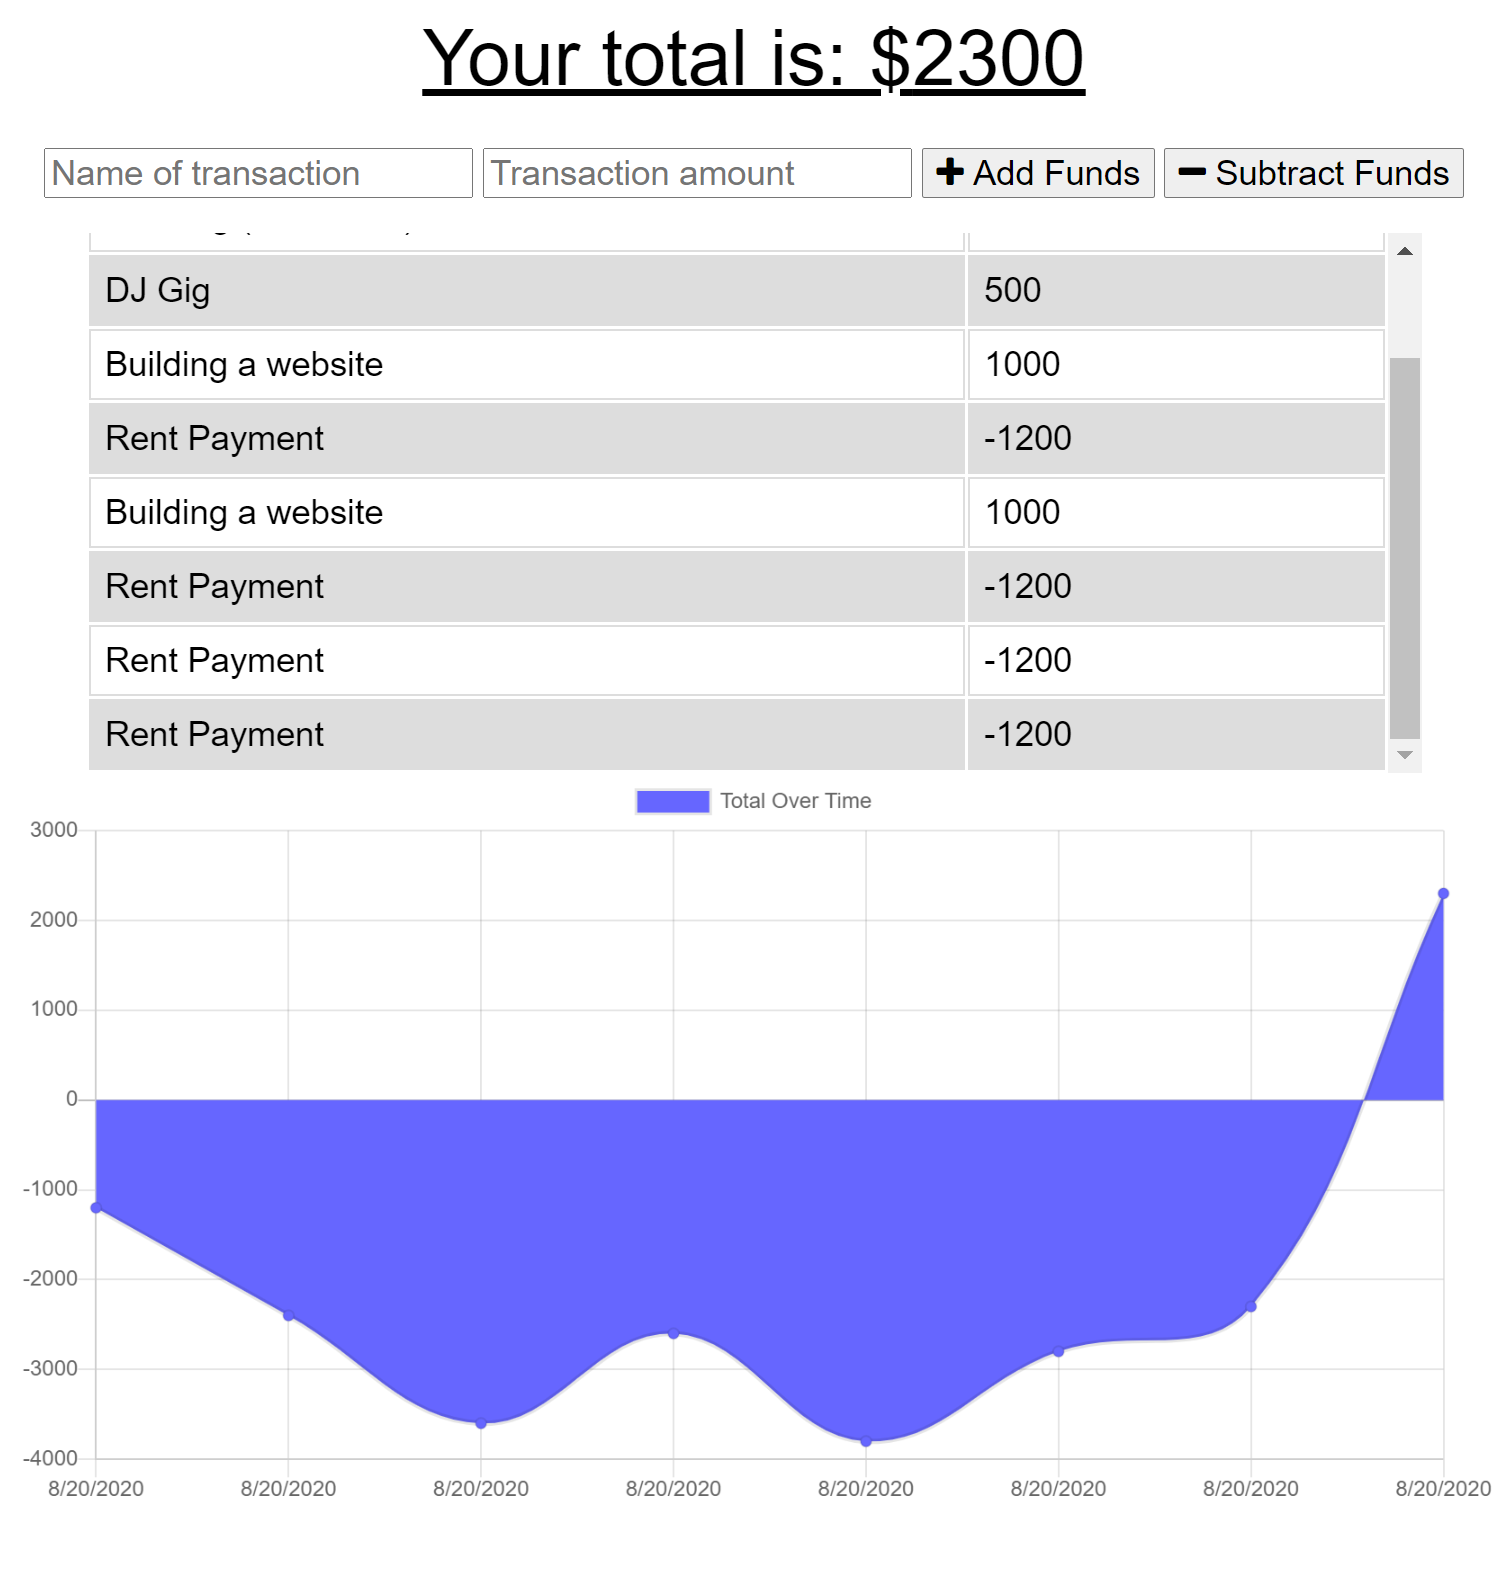 Your total is: $2300
Name of transaction Transaction amount Add Funds Subtract Funds
DJ Gig 500
Building a website 1000
Rent Payment -1200
Building a website 1000
Rent Payment -1200
Rent Payment -1200
Rent Payment -1200
Total Over Time
3000
2000
1000
0
-1000
-2000
-3000
-4000
8/20/2020 8/20/2020 8/20/2020 8/20/2020 8/20/2020 8/20/2020 8/20/2020 8/20/2020